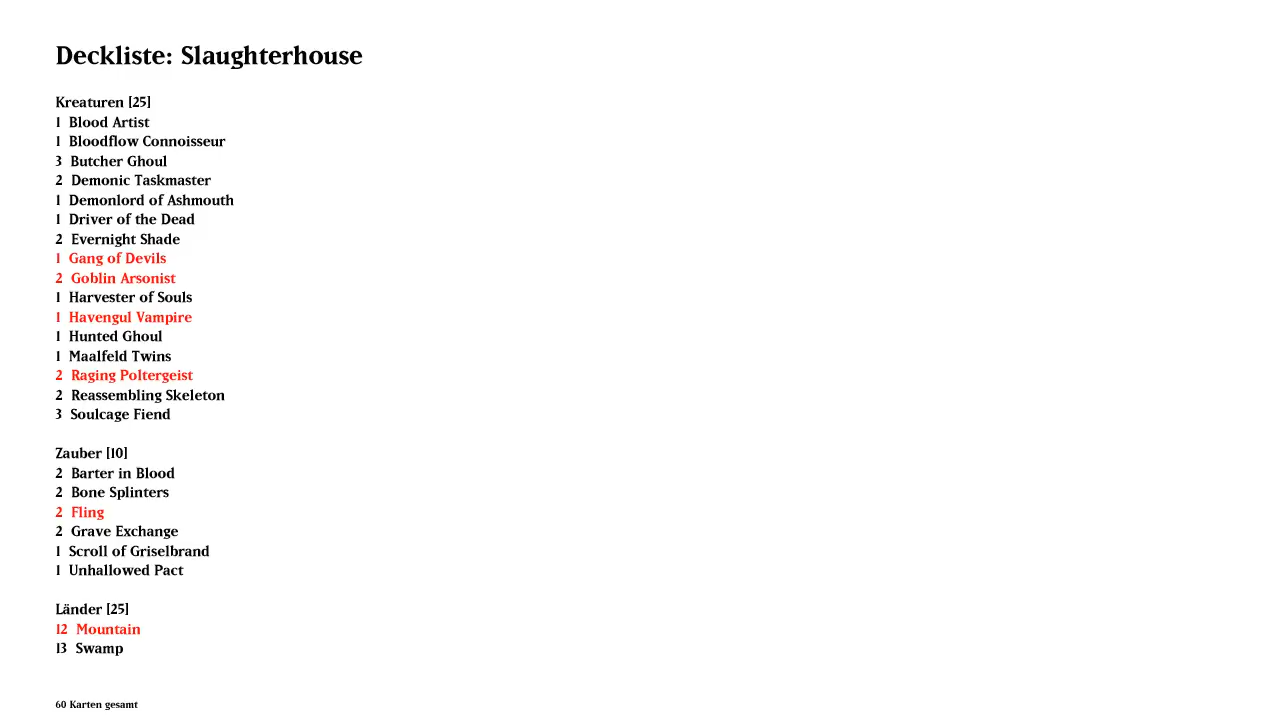 Deckliste: Slaughterhouse
Kreaturen [25]
1 Blood Artist
1 Bloodflow Connoisseur
3 Butcher Ghoul
2 Demonic Taskmaster
1 Demonlord of Ashmouth
1 Driver of the Dead
2 Evernight Shade
1 Gang of Devils
2 Goblin Arsonist
1 Harvester of Souls
1 Havengul Vampire
1 Hunted Ghoul
1 Maalfeld Twins
2 Raging Poltergeist
2 Reassembling Skeleton
3 Soulcage Fiend
Zauber [10]
2 Barter in Blood
2 Bone Splinters
2 Fling
2 Grave Exchange
1 Scroll of Griselbrand
1 Unhallowed Pact
Länder [25]
12 Mountain
13 Swamp
60 Karten gesamt